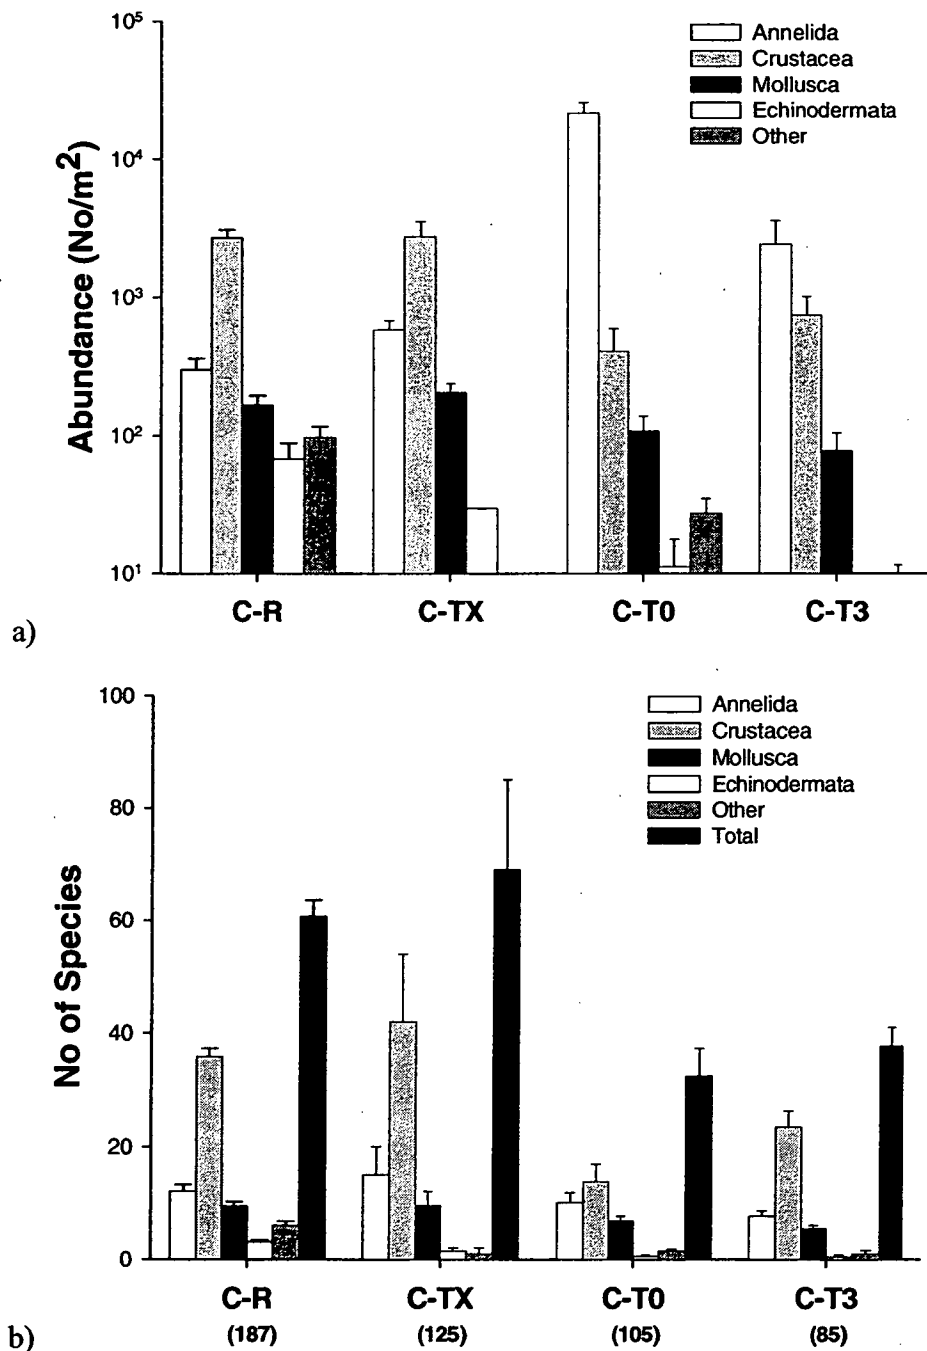 10⁵
10⁴
10³
10²
10¹
Abundance (No/m²)
Annelida
Crustacea
Mollusca
Echinodermata
Other
C-R C-TX C-T0 C-T3
a)
100
80
60
40
20
0
No of Species
Annelida
Crustacea
Mollusca
Echinodermata
Other
Total
C-R C-TX C-T0 C-T3
(187) (125) (105) (85)
b)